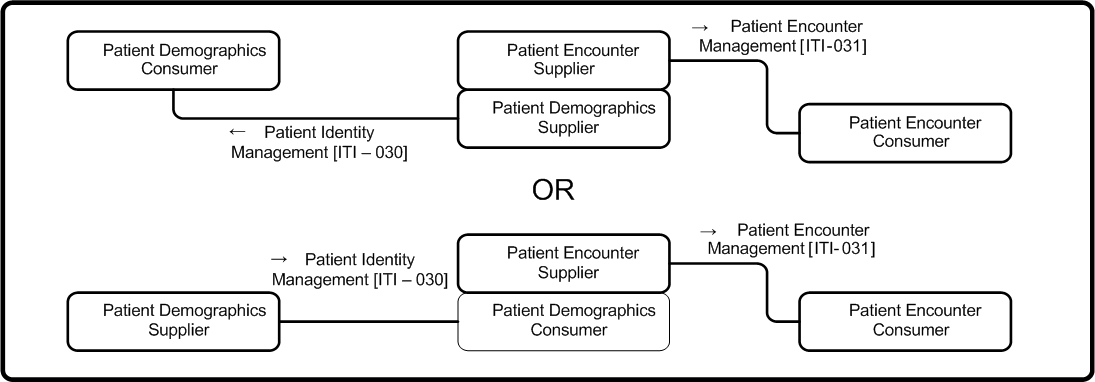 Patient Demographics
Consumer
Patient Encounter
Supplier
→ Patient Encounter
Management [ITI-031]
Patient Demographics
Supplier
Patient Encounter
Consumer
← Patient Identity
Management [ITI – 030]
OR
→ Patient Encounter
Management [ITI-031]
→ Patient Identity
Management [ITI – 030]
Patient Encounter
Supplier
Patient Demographics
Supplier
Patient Demographics
Consumer
Patient Encounter
Consumer